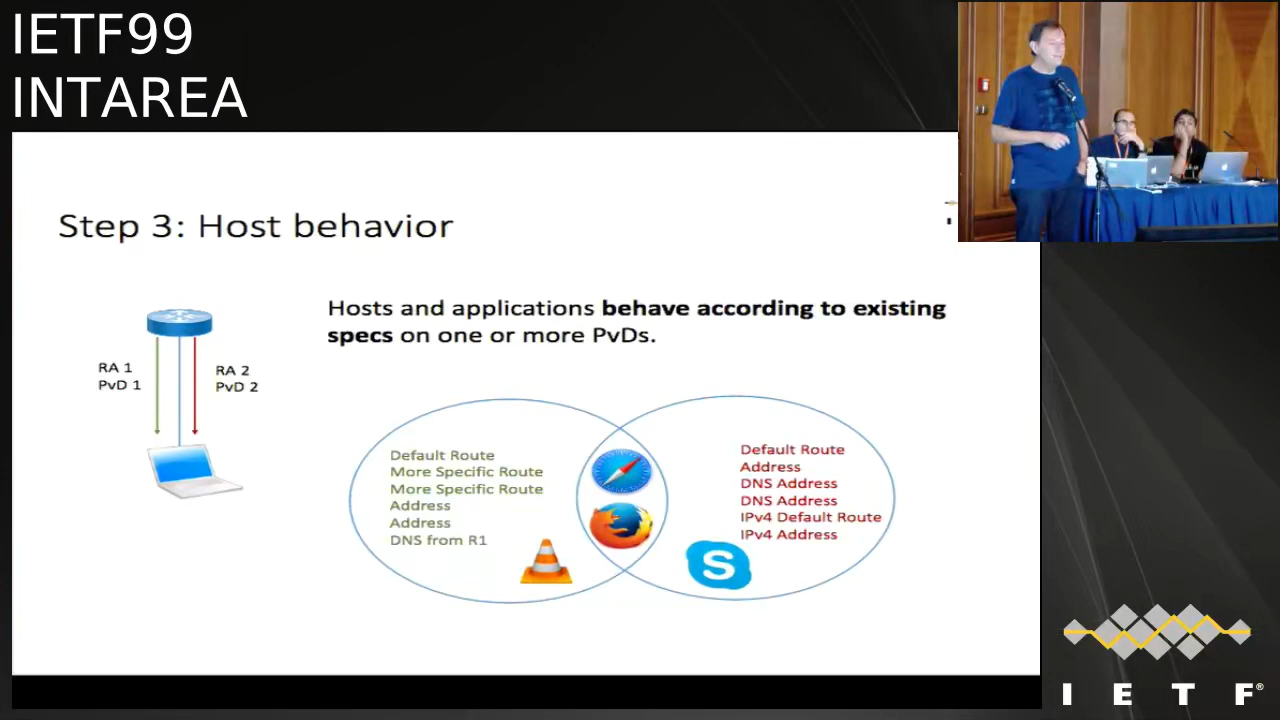 IETF99
INTAREA
Step 3: Host behavior
Hosts and applications behave according to existing
specs on one or more PvDs.
RA 1
PvD 1
RA 2
PvD 2
Default Route
More Specific Route
More Specific Route
Address
Address
DNS from R1
Default Route
Address
DNS Address
DNS Address
IPv4 Default Route
IPv4 Address
S
I E T F®